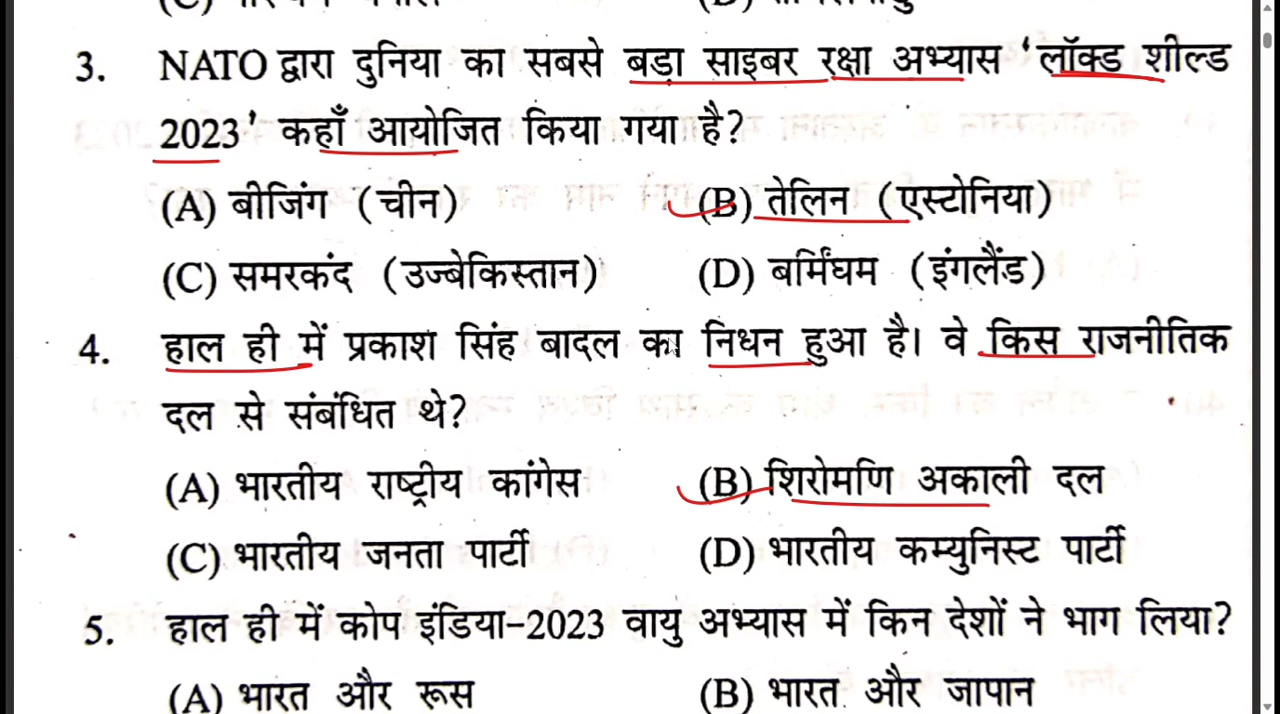 3. NATO द्वारा दुनिया का सबसे बड़ा साइबर रक्षा अभ्यास 'लॉक्ड शील्ड
2023' कहाँ आयोजित किया गया है?
(A) बीजिंग (चीन) (B) तेलिन (एस्टोनिया)
(C) समरकंद (उज्बेकिस्तान) (D) बर्मिंघम (इंगलैंड)
4. हाल ही में प्रकाश सिंह बादल का निधन हुआ है। वे किस राजनीतिक
दल से संबंधित थे?
(A) भारतीय राष्ट्रीय कांगेस (B) शिरोमणि अकाली दल
(C) भारतीय जनता पार्टी (D) भारतीय कम्युनिस्ट पार्टी
5. हाल ही में कोप इंडिया-2023 वायु अभ्यास में किन देशों ने भाग लिया?
(A) भारत और रूस (B) भारत और जापान